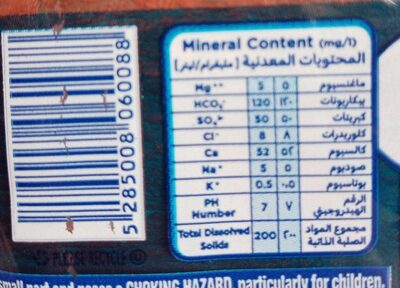 5 285008 060088
Mineral Content (mg/l)
المحتويات المعدنية [مليغرام/ليتر]
Mg++ 5 ٥ ماغنسيوم
HCO3- 120 ١٢٠ بيكاربونات
SO4-- 50 ٥٠ كبريتات
Cl- 8 ٨ كلوريدات
Ca 52 ٥٢ كالسيوم
Na+ 5 ٥ صوديوم
K+ 0.5 ٠.٥ بوتاسيوم
PH 7 ٧ الرقم
Number الهيدروجيني
Total Dissolved 200 ٢٠٠ مجموع المواد
Solids الصلبة الذائبة
PLEASE RECYCLE
small part and poses a CHOKING HAZARD, particularly for children.